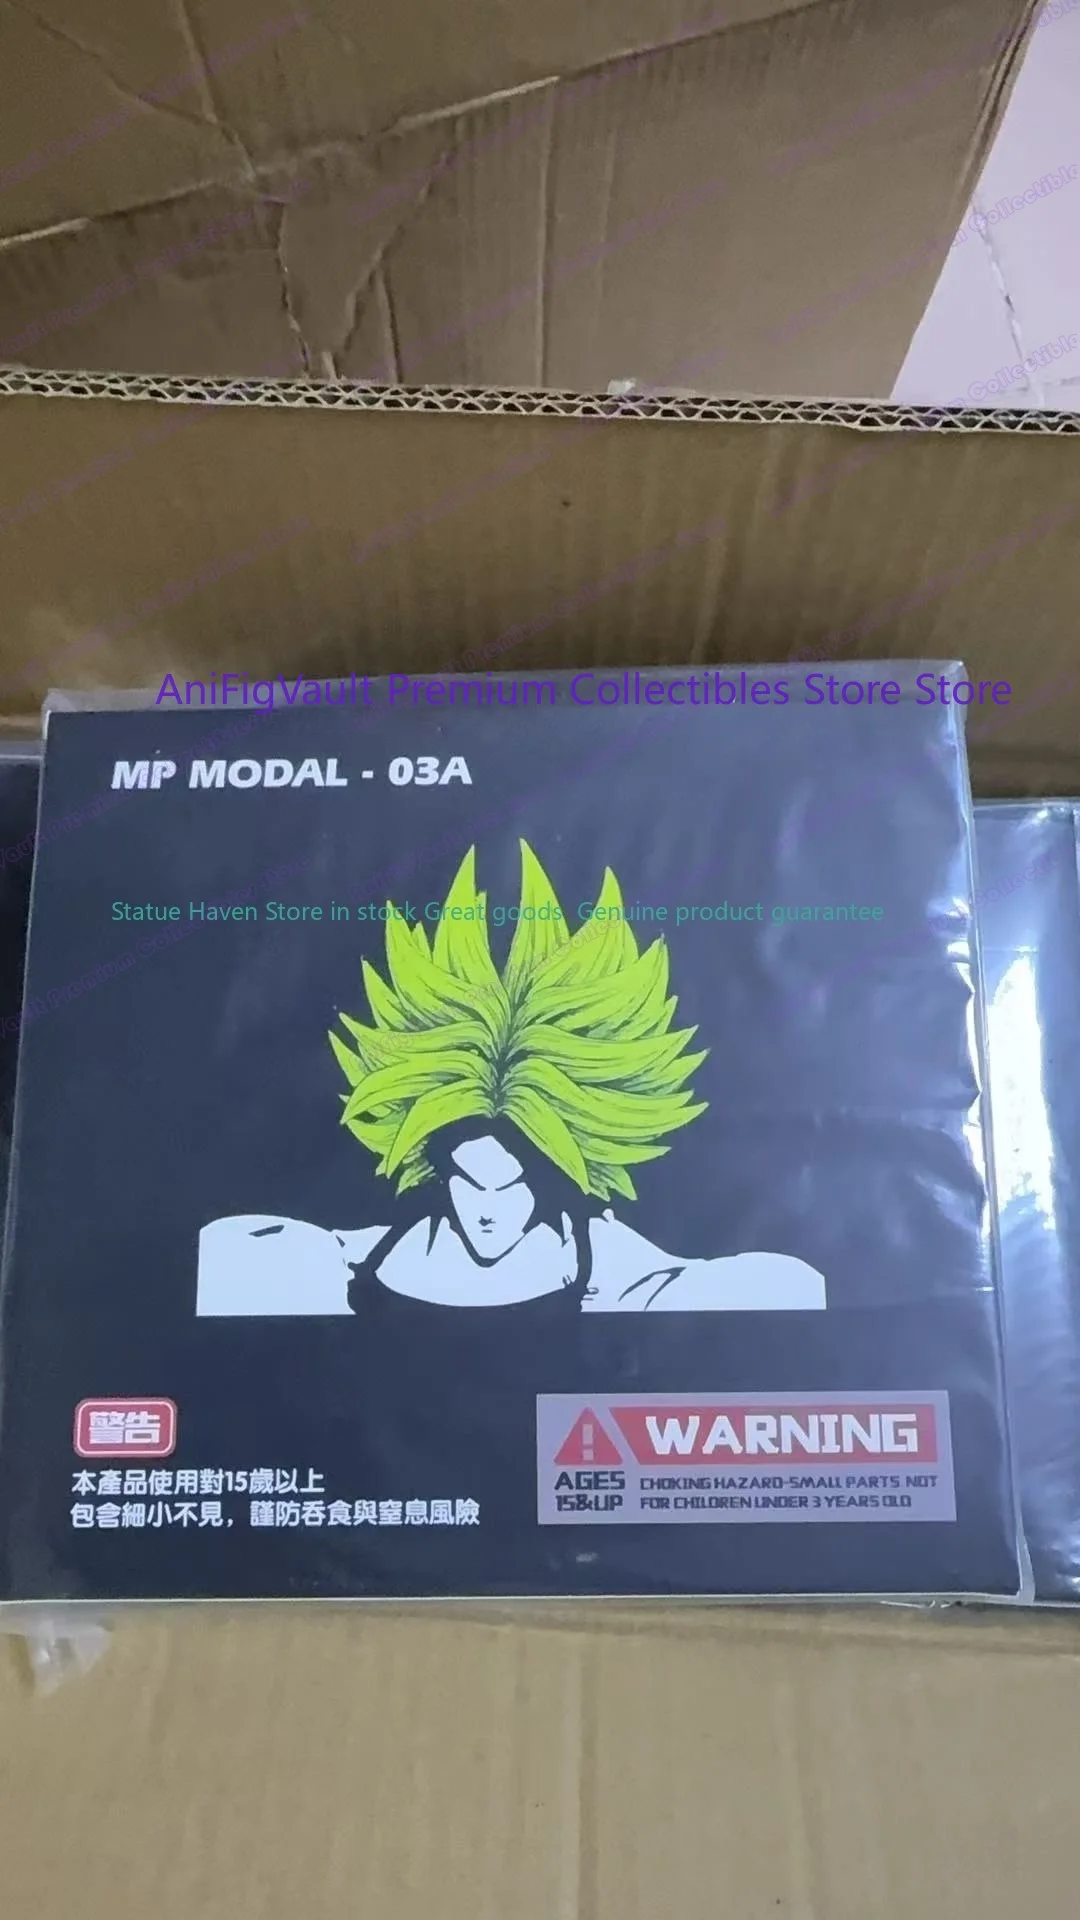 AniFigVault Premium Collectibles Store Store
MP MODAL - 03A
Statue Haven Store in stock Great goods Genuine product guarantee
警告
本產品使用對15歲以上
包含細小不見，謹防吞食與窒息風險
WARNING
AGES
15&UP
CHOKING HAZARD-SMALL PARTS NOT
FOR CHILDREN UNDER 3 YEARS OLD